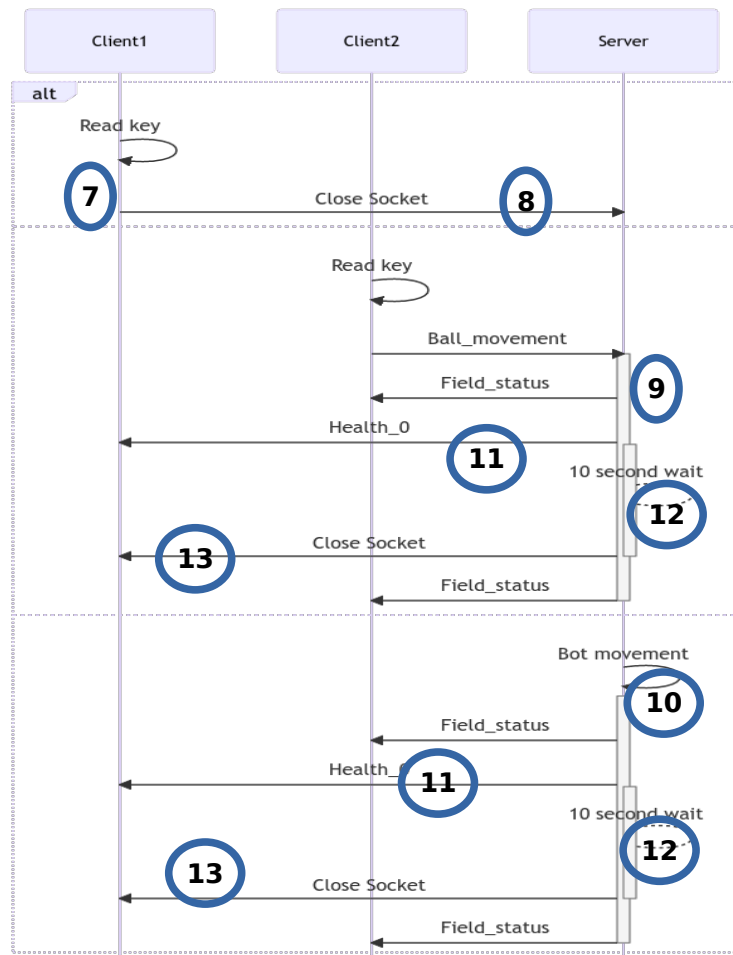 Client1
Client2
Server
alt
Read key
7
Close Socket
8
Read key
Ball_movement
Field_status
9
Health_0
11
10 second wait
12
Close Socket
13
Field_status
Bot movement
10
Field_status
Health_0
11
10 second wait
12
13
Close Socket
Field_status